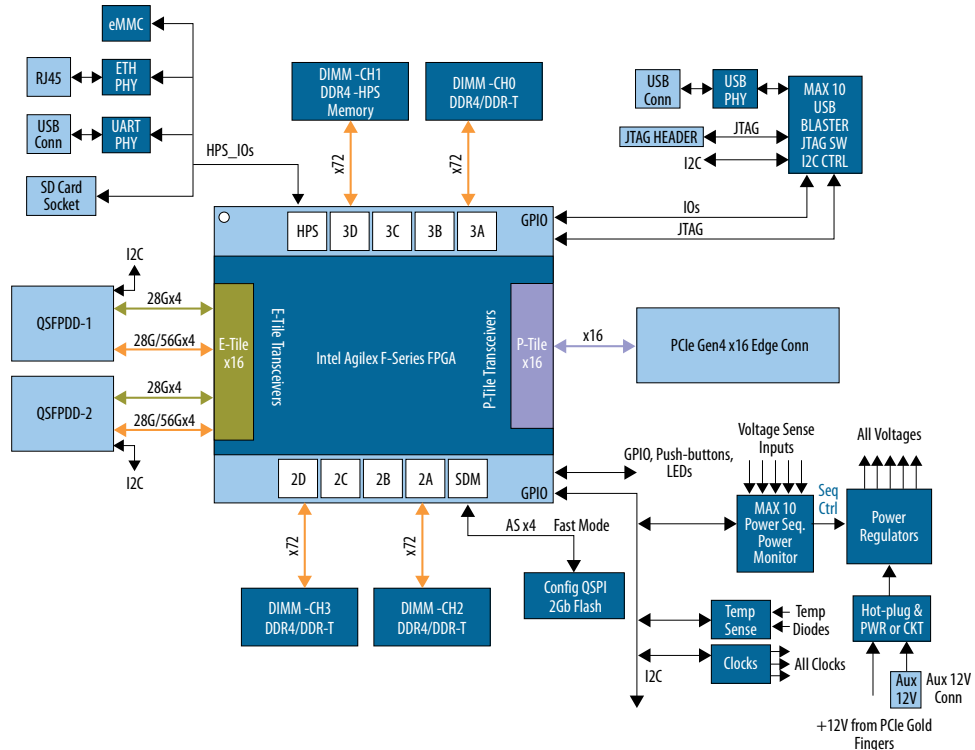 eMMC
RJ45
ETH
PHY
USB
Conn
UART
PHY
SD Card
Socket
HPS_IOs
DIMM -CH1
DDR4 -HPS
Memory
DIMM -CH0
DDR4/DDR-T
x72
x72
USB
Conn
USB
PHY
MAX 10
USB
BLASTER
JTAG SW
I2C CTRL
JTAG HEADER
JTAG
I2C
IOs
JTAG
HPS
3D
3C
3B
3A
GPIO
I2C
QSFPDD-1
28Gx4
28G/56Gx4
QSFPDD-2
28Gx4
28G/56Gx4
I2C
E-Tile
x16
E-Tile Transceivers
Intel Agilex F-Series FPGA
P-Tile Transceivers
P-Tile
x16
x16
PCIe Gen4 x16 Edge Conn
2D
2C
2B
2A
SDM
GPIO
GPIO, Push-buttons,
LEDs
x72
x72
AS x4
Fast Mode
DIMM -CH3
DDR4/DDR-T
DIMM -CH2
DDR4/DDR-T
Config QSPI
2Gb Flash
Voltage Sense
Inputs
All Voltages
MAX 10
Power Seq.
Power
Monitor
Seq
Ctrl
Power
Regulators
Temp
Sense
Temp
Diodes
Hot-plug &
PWR or CKT
Clocks
All Clocks
I2C
Aux
12V
Aux 12V
Conn
+12V from PCIe Gold
Fingers